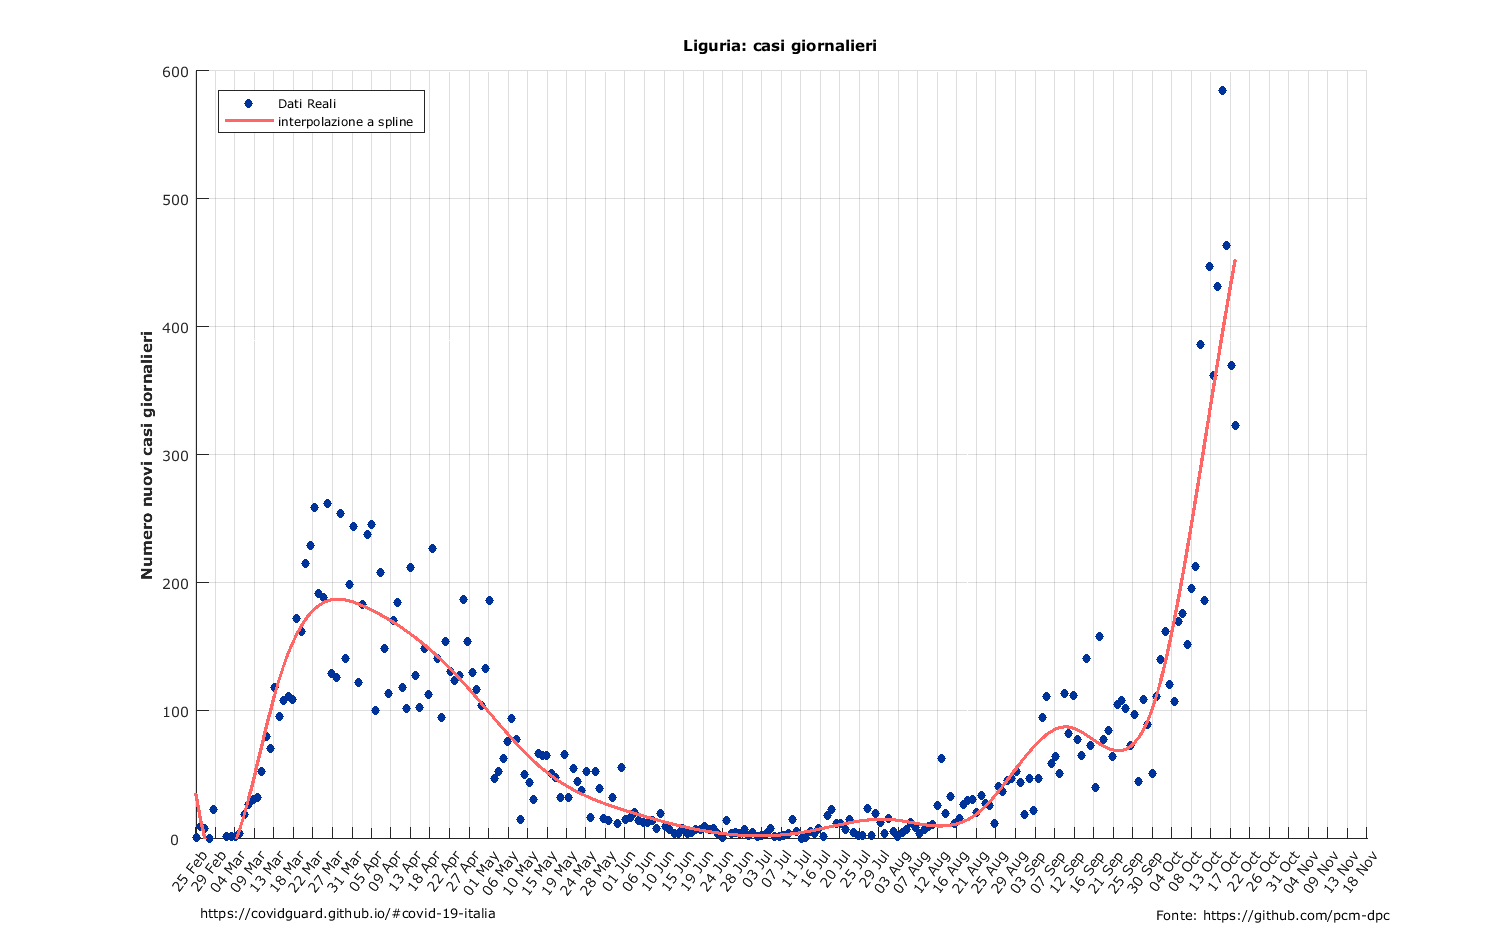 Liguria: casi giornalieri
600
500
400
300
200
100
0
Numero nuovi casi giornalieri
Dati Reali
interpolazione a spline
25 Feb
29 Feb
04 Mar
09 Mar
13 Mar
18 Mar
22 Mar
27 Mar
31 Mar
05 Apr
09 Apr
13 Apr
18 Apr
22 Apr
27 Apr
01 May
06 May
10 May
15 May
19 May
24 May
28 May
01 Jun
06 Jun
10 Jun
15 Jun
19 Jun
24 Jun
28 Jun
03 Jul
07 Jul
11 Jul
16 Jul
20 Jul
25 Jul
29 Jul
03 Aug
07 Aug
12 Aug
16 Aug
21 Aug
25 Aug
29 Aug
03 Sep
07 Sep
12 Sep
16 Sep
21 Sep
25 Sep
30 Sep
04 Oct
08 Oct
13 Oct
17 Oct
22 Oct
26 Oct
31 Oct
04 Nov
09 Nov
13 Nov
18 Nov
https://covidguard.github.io/#covid-19-italia
Fonte: https://github.com/pcm-dpc